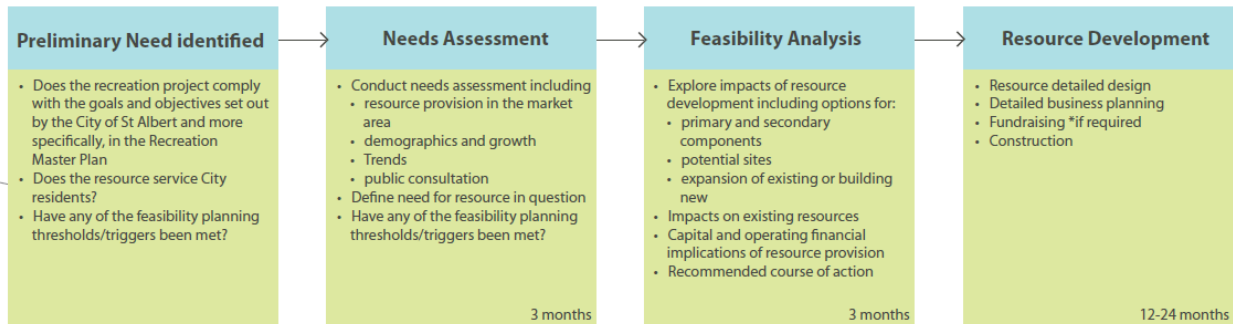 Preliminary Need identified
• Does the recreation project comply
with the goals and objectives set out
by the City of St Albert and more
specifically, in the Recreation
Master Plan
• Does the resource service City
residents?
• Have any of the feasibility planning
thresholds/triggers been met?
Needs Assessment
• Conduct needs assessment including
• resource provision in the market
area
• demographics and growth
• Trends
• public consultation
• Define need for resource in question
• Have any of the feasibility planning
thresholds/triggers been met?
3 months
Feasibility Analysis
• Explore impacts of resource
development including options for:
• primary and secondary
components
• potential sites
• expansion of existing or building
new
• Impacts on existing resources
• Capital and operating financial
implications of resource provision
• Recommended course of action
3 months
Resource Development
• Resource detailed design
• Detailed business planning
• Fundraising *if required
• Construction
12-24 months